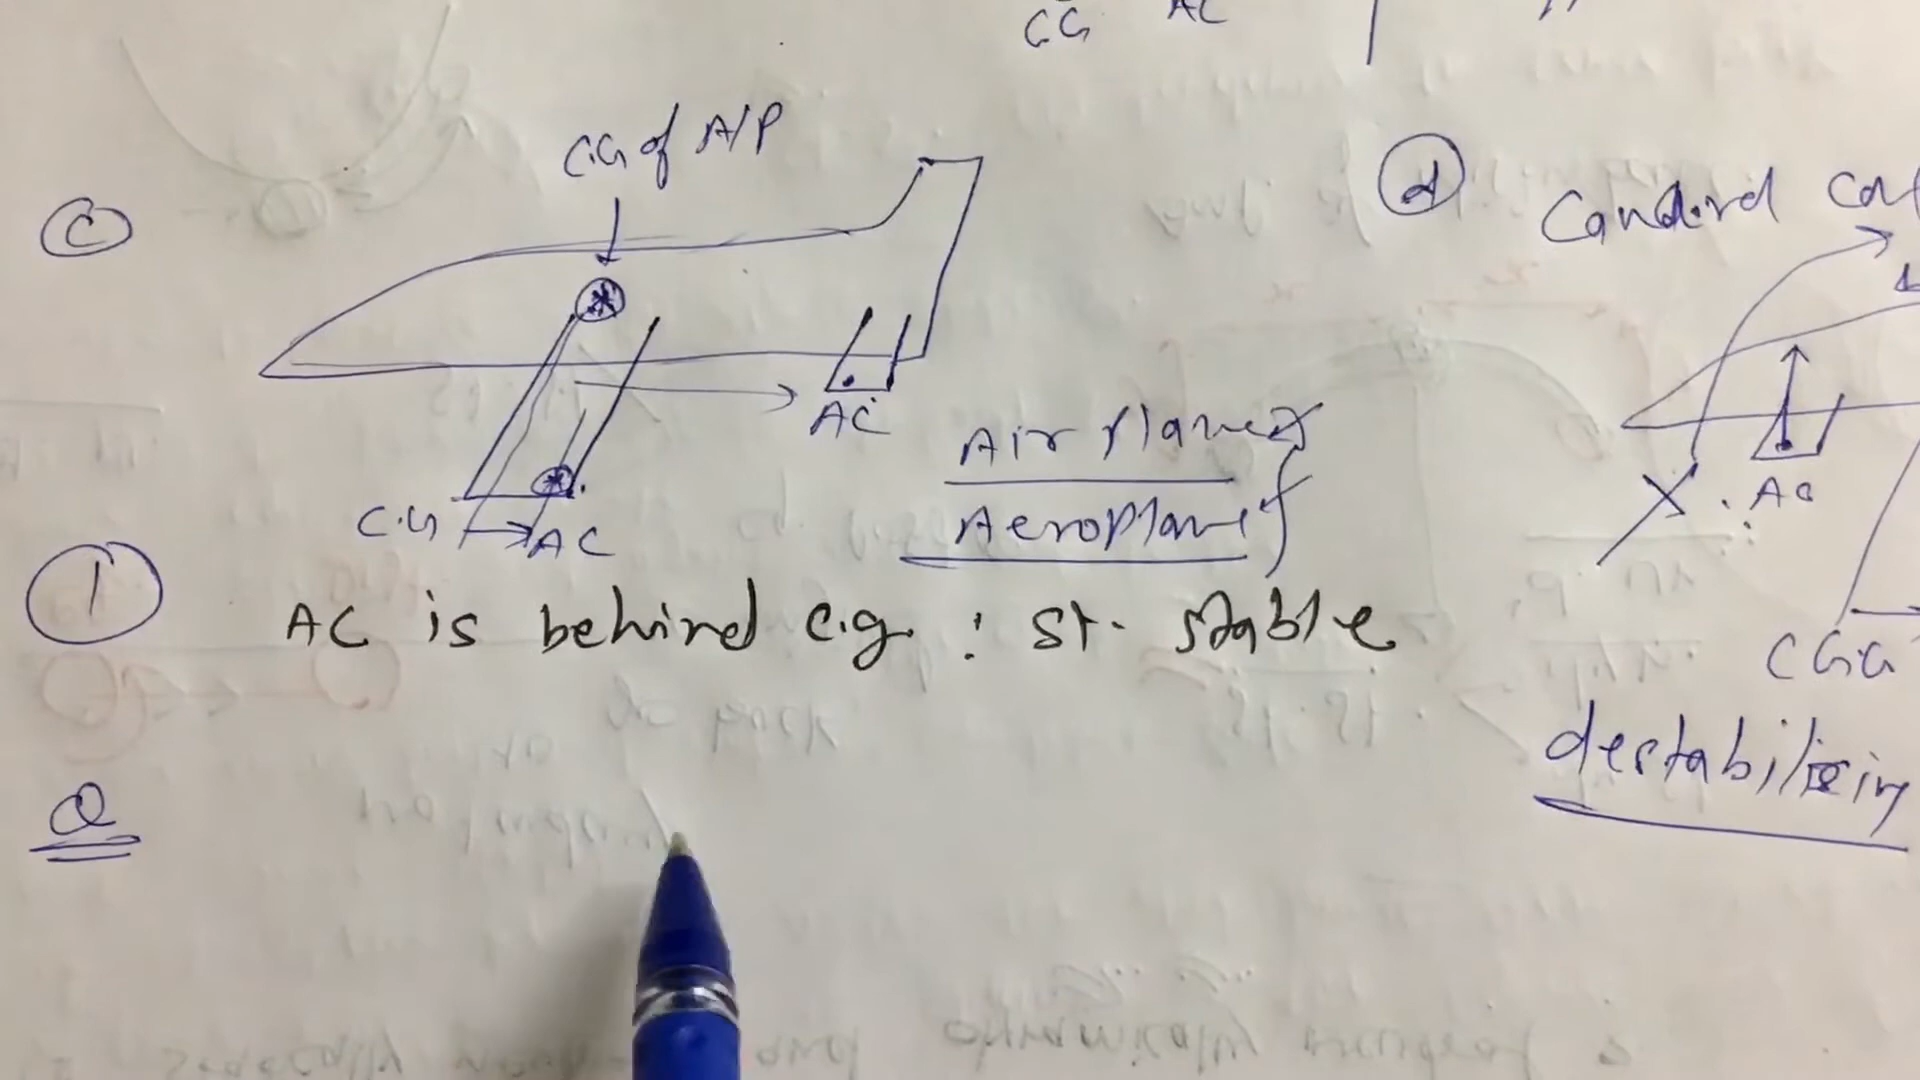 CG AC
C.G of A/P
C
d
Canard
AC
Airplane
Aeroplane
AC
C.G
AC
CG
1
AC is behind c.g. : st. stable
destabilizing
Q